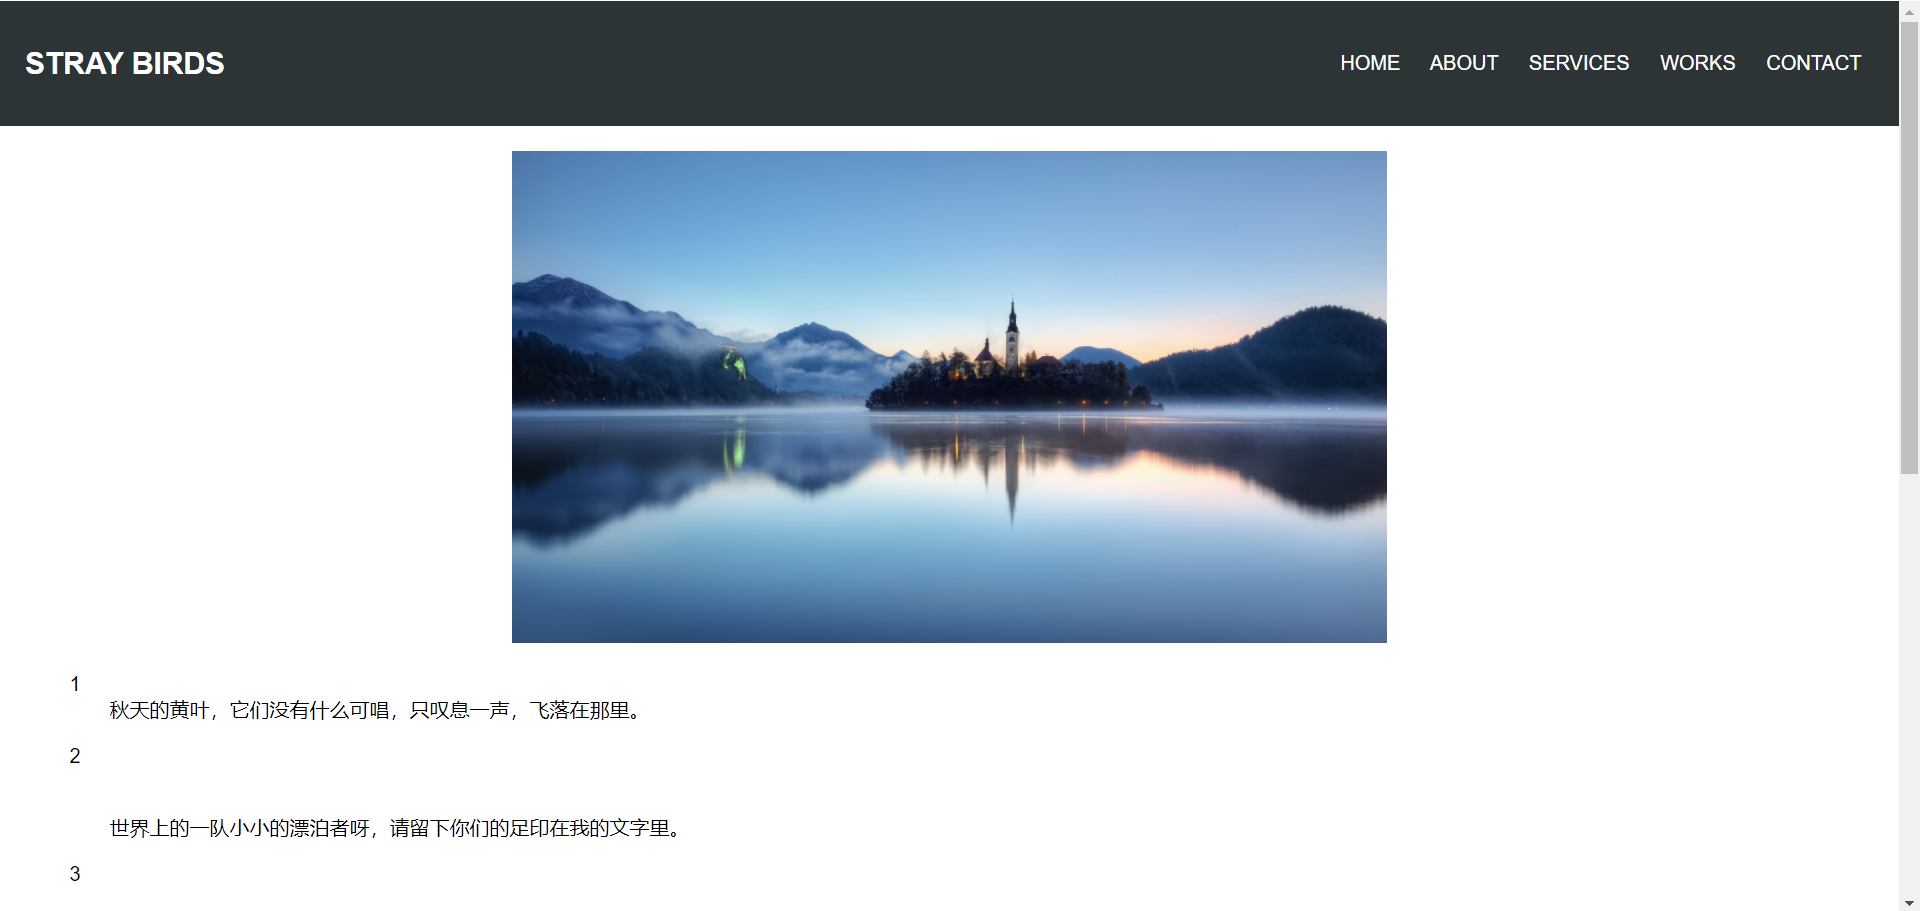 STRAY BIRDS
HOME ABOUT SERVICES WORKS CONTACT
1
秋天的黄叶，它们没有什么可唱，只叹息一声，飞落在那里。
2
世界上的一队小小的漂泊者呀，请留下你们的足印在我的文字里。
3